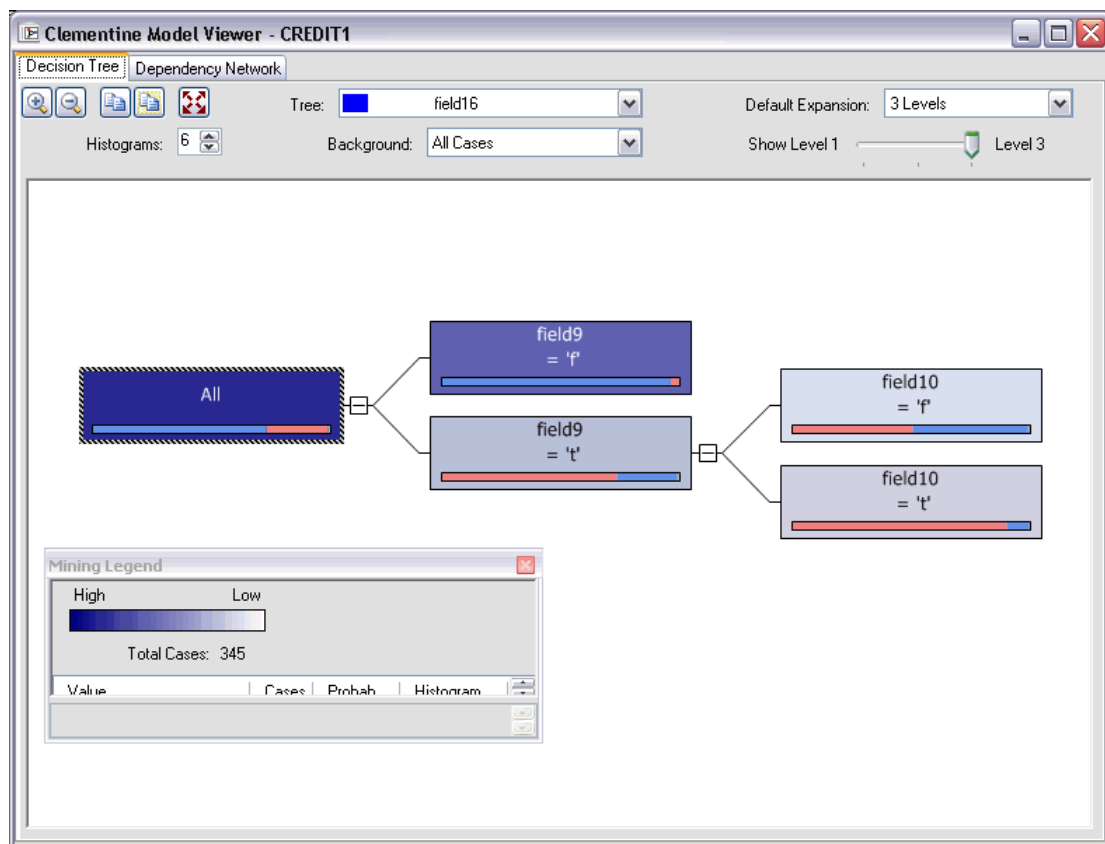 Clementine Model Viewer - CREDIT1
Decision Tree Dependency Network
Tree: field16 Default Expansion: 3 Levels
Histograms: 6 Background: All Cases Show Level 1 Level 3
field9
= 'f'
All
field10
= 'f'
field9
= 't'
field10
= 't'
Mining Legend
High Low
Total Cases: 345
Value Cases Probab Histogram